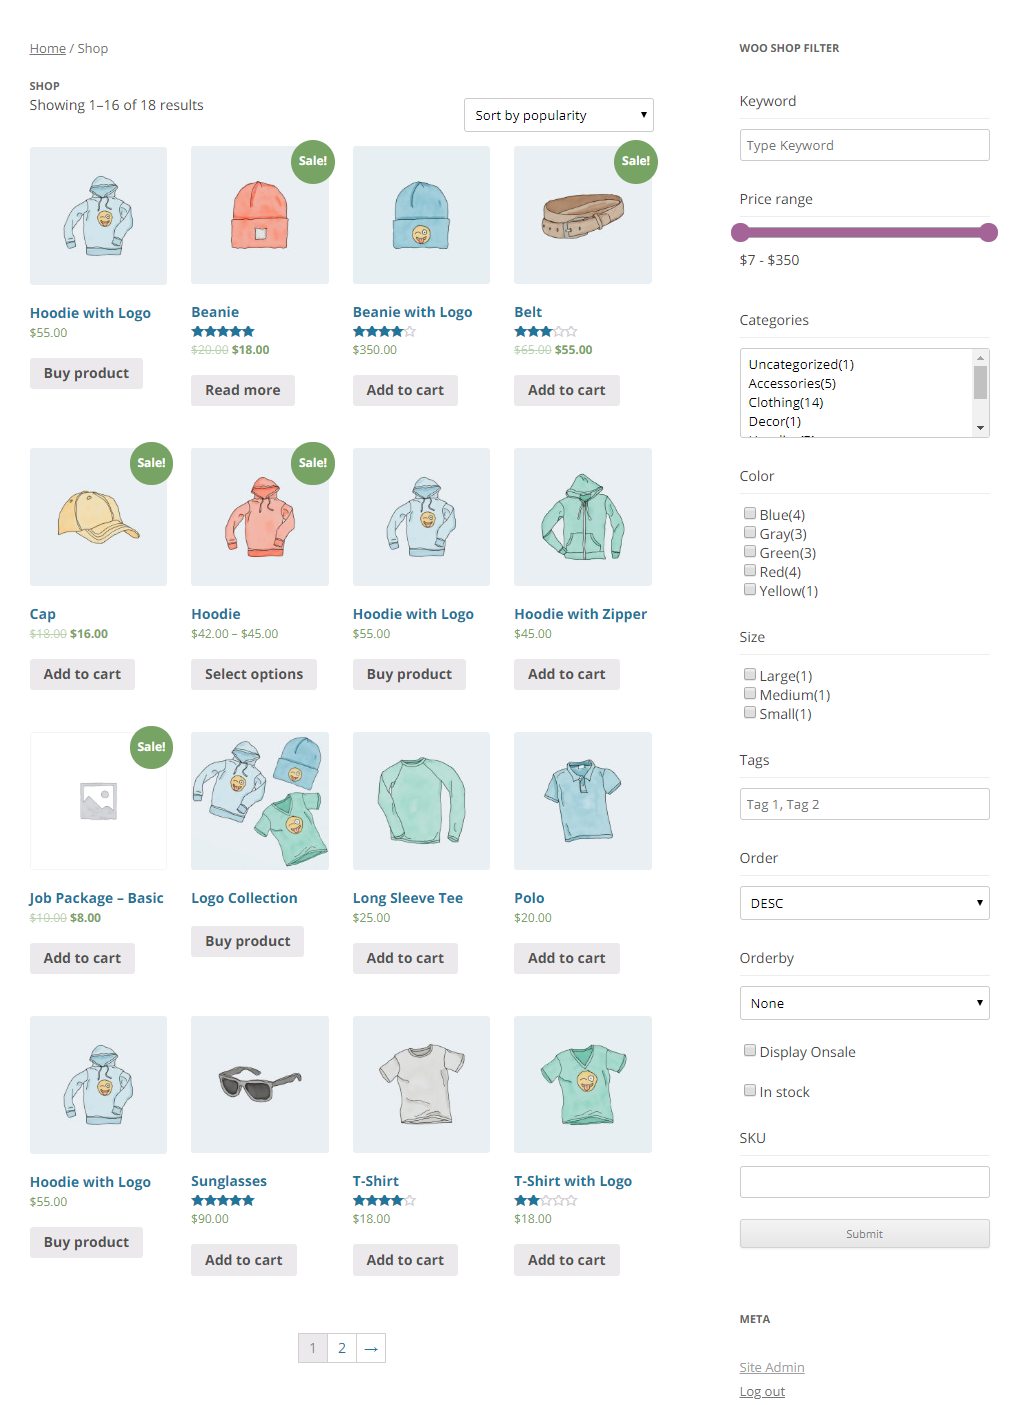 Home / Shop
SHOP
Showing 1–16 of 18 results
Sort by popularity
Sale!
Sale!
Hoodie with Logo
$55.00
Buy product
Beanie
$20.00 $18.00
Read more
Beanie with Logo
$350.00
Add to cart
Belt
$65.00 $55.00
Add to cart
Sale!
Sale!
Cap
$18.00 $16.00
Add to cart
Hoodie
$42.00 – $45.00
Select options
Hoodie with Logo
$55.00
Buy product
Hoodie with Zipper
$45.00
Add to cart
Sale!
Job Package – Basic
$10.00 $8.00
Add to cart
Logo Collection
Buy product
Long Sleeve Tee
$25.00
Add to cart
Polo
$20.00
Add to cart
Hoodie with Logo
$55.00
Buy product
Sunglasses
$90.00
Add to cart
T-Shirt
$18.00
Add to cart
T-Shirt with Logo
$18.00
Add to cart
1 2 →
WOO SHOP FILTER
Keyword
Type Keyword
Price range
$7 - $350
Categories
Uncategorized(1)
Accessories(5)
Clothing(14)
Decor(1)
Color
Blue(4)
Gray(3)
Green(3)
Red(4)
Yellow(1)
Size
Large(1)
Medium(1)
Small(1)
Tags
Tag 1, Tag 2
Order
DESC
Orderby
None
Display Onsale
In stock
SKU
Submit
META
Site Admin
Log out